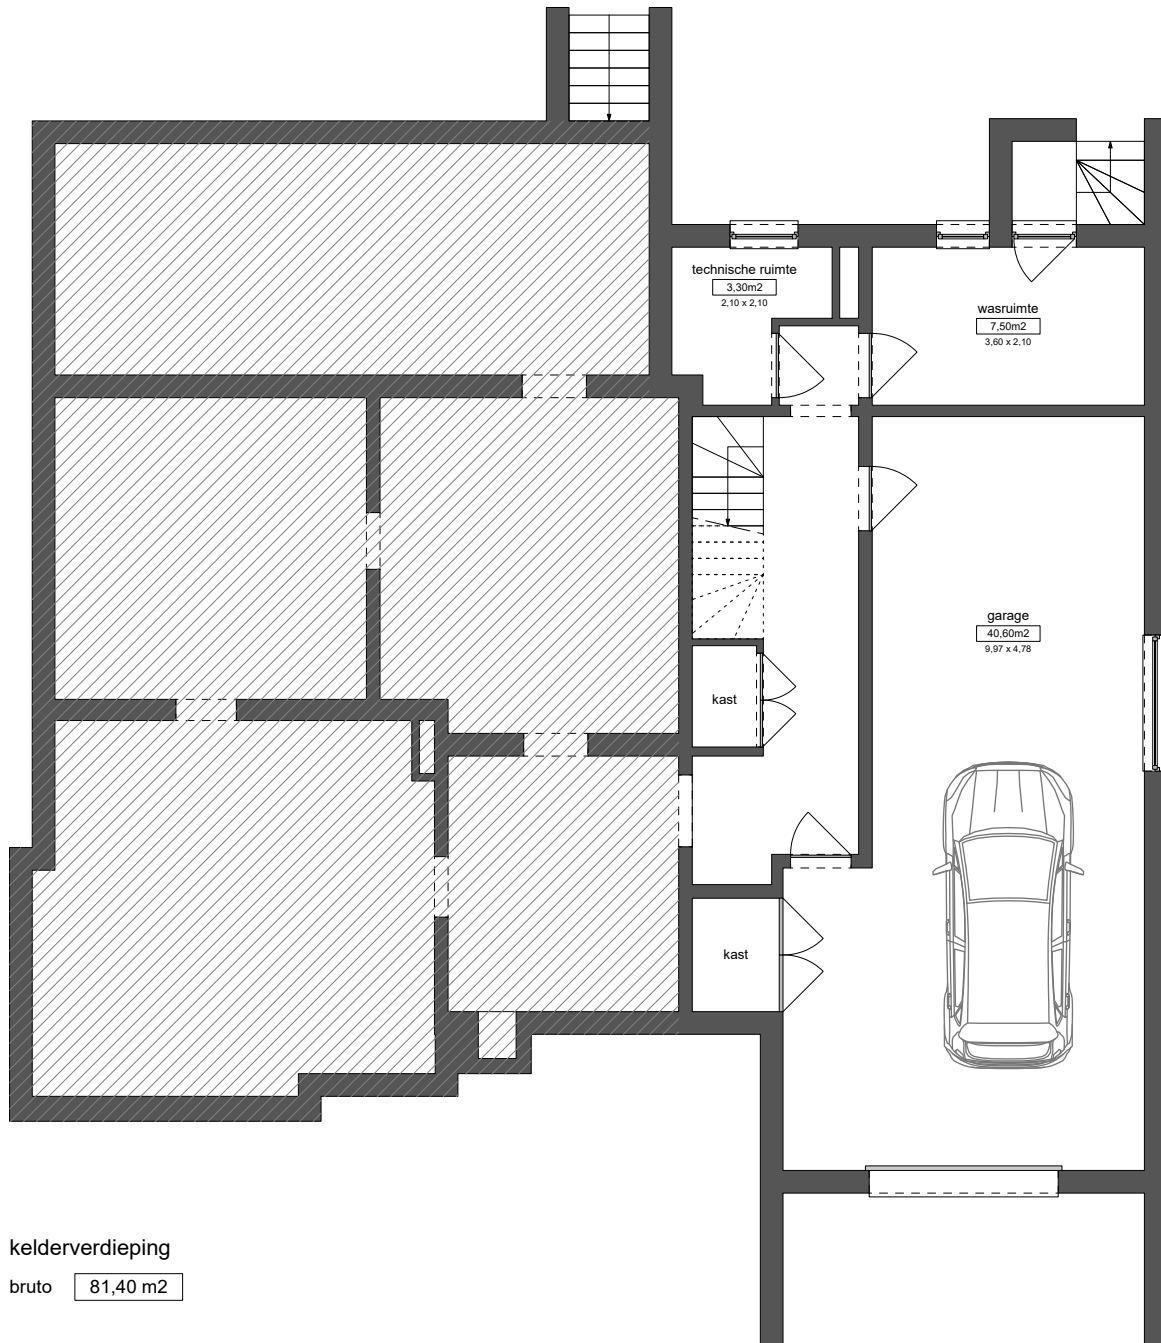 technische ruimte
3,30m2
2,10 x 2,10
wasruimte
7,50m2
3,60 x 2,10
garage
40,60m2
9,97 x 4,78
kast
kast
kelderverdieping
bruto 81,40 m2